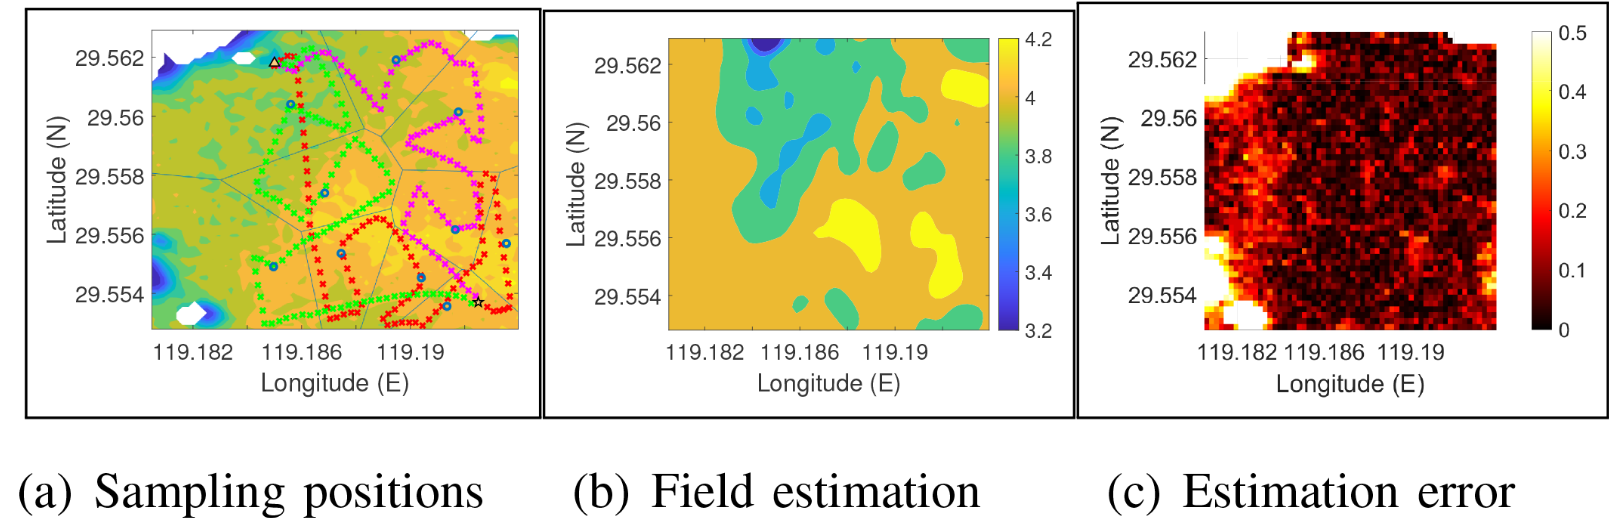 29.562
29.56
29.558
29.556
29.554
Latitude (N)
119.182 119.186 119.19
Longitude (E)
29.562
29.56
29.558
29.556
29.554
Latitude (N)
119.182 119.186 119.19
Longitude (E)
4.2
4
3.8
3.6
3.4
3.2
29.562
29.56
29.558
29.556
29.554
Latitude (N)
119.182 119.186 119.19
Longitude (E)
0.5
0.4
0.3
0.2
0.1
0
(a) Sampling positions
(b) Field estimation
(c) Estimation error